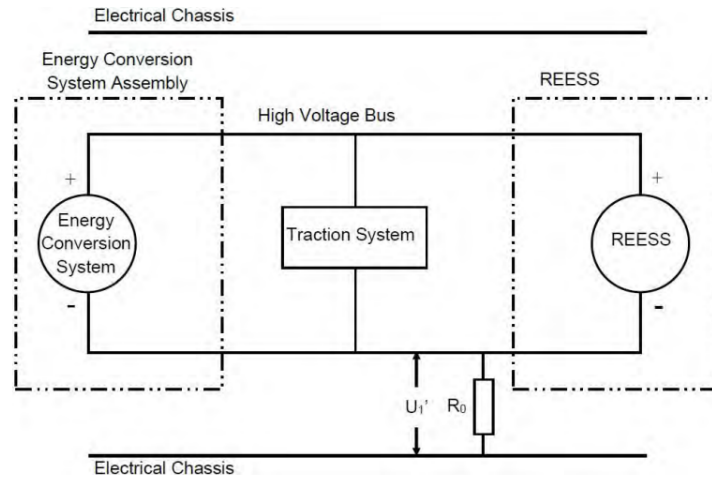 Electrical Chassis
Energy Conversion
System Assembly
REESS
High Voltage Bus
+
+
Energy
Conversion
System
Traction System
REESS
-
-
U₁'
R₀
Electrical Chassis